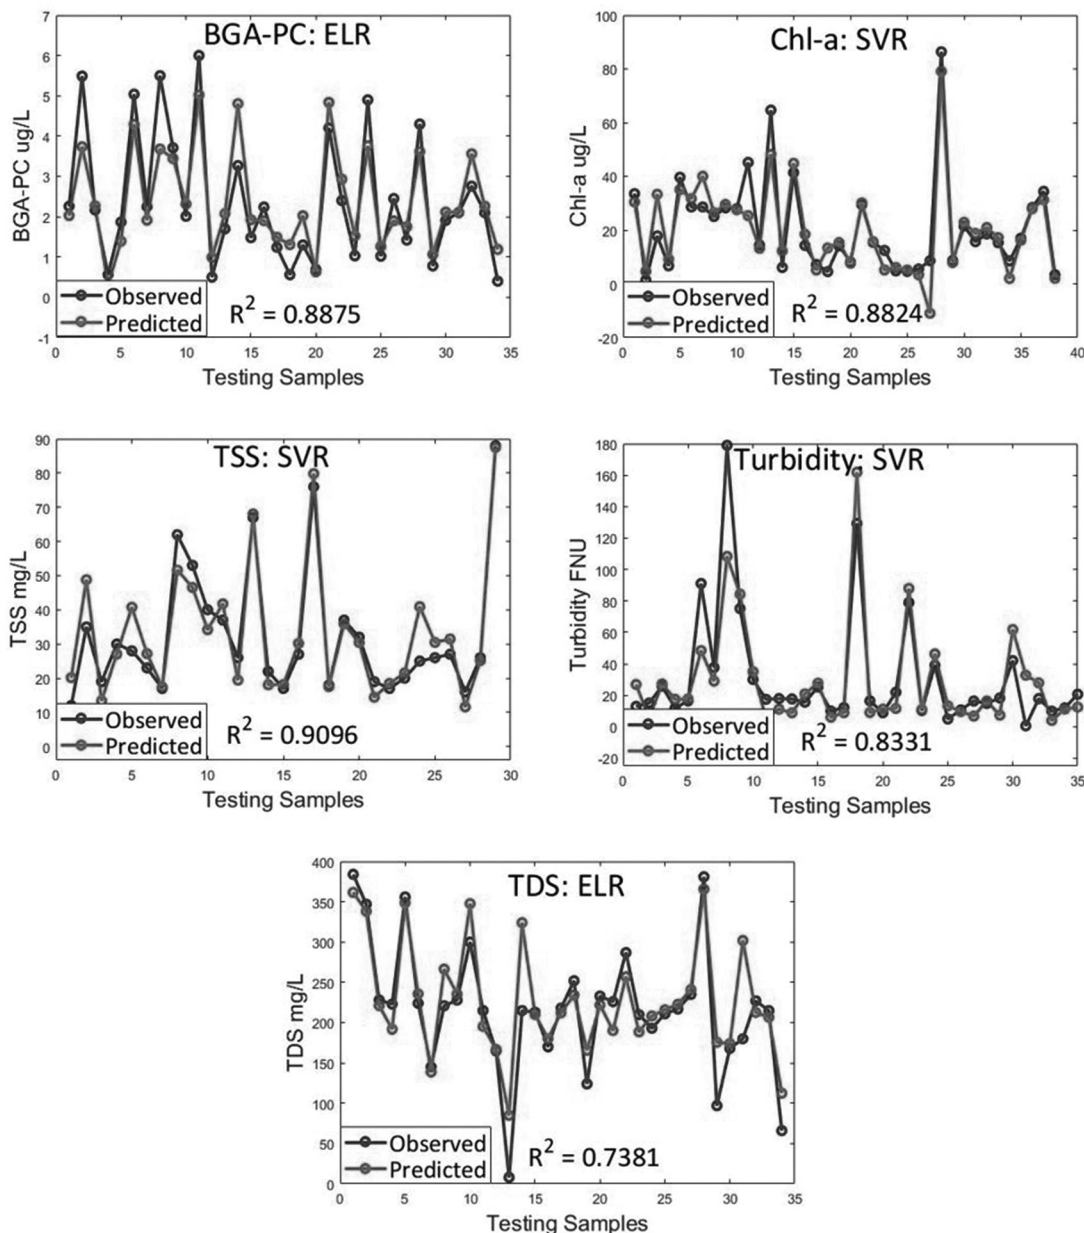 BGA-PC: ELR
7
6
5
4
3
2
1
0
-1
BGA-PC ug/L
Observed
Predicted
R² = 0.8875
0 5 10 15 20 25 30 35
Testing Samples
Chl-a: SVR
100
80
60
40
20
0
-20
Chl-a ug/L
Observed
Predicted
R² = 0.8824
0 5 10 15 20 25 30 35 40
Testing Samples
TSS: SVR
90
80
70
60
50
40
30
20
10
0
TSS mg/L
Observed
Predicted
R² = 0.9096
0 5 10 15 20 25 30
Testing Samples
Turbidity: SVR
180
160
140
120
100
80
60
40
20
0
-20
Turbidity FNU
Observed
Predicted
R² = 0.8331
0 5 10 15 20 25 30 35
Testing Samples
TDS: ELR
400
350
300
250
200
150
100
50
0
TDS mg/L
Observed
Predicted
R² = 0.7381
0 5 10 15 20 25 30 35
Testing Samples